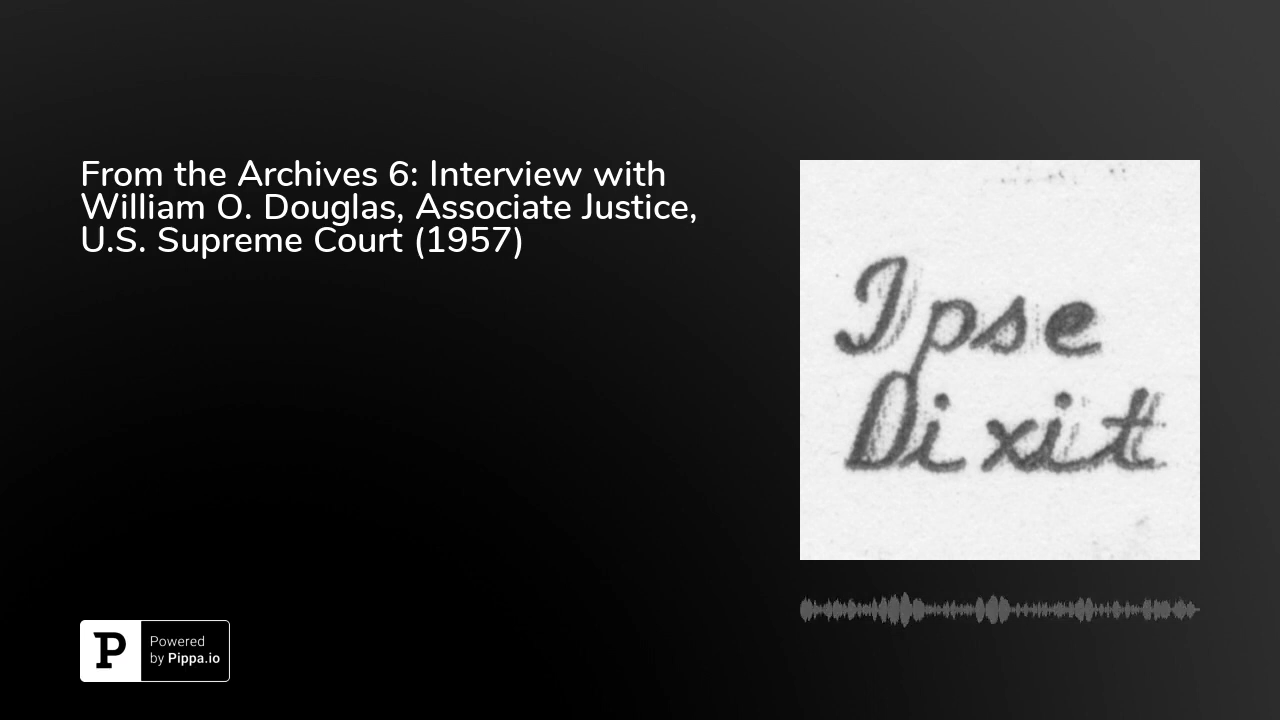 From the Archives 6: Interview with
William O. Douglas, Associate Justice,
U.S. Supreme Court (1957)
Ipse
Dixit
P
Powered
by Pippa.io